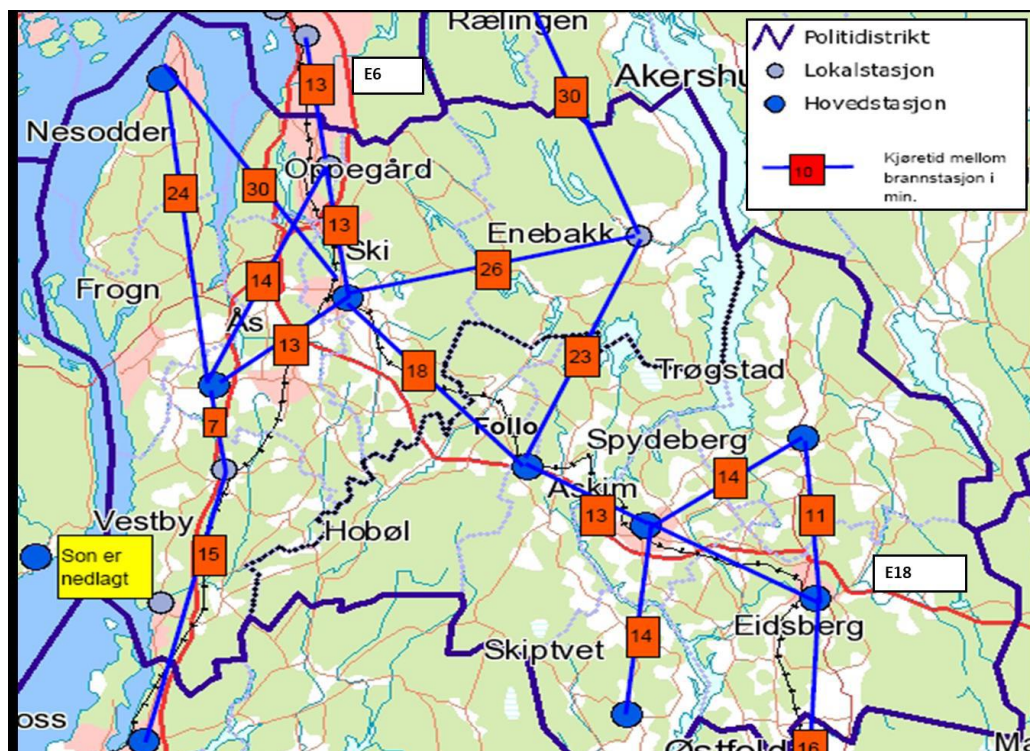 Rælingen
Akershu
Politidistrikt
Lokalstasjon
Hovedstasjon
10
Kjøretid mellom
brannstasjon i
min.
E6
13
30
Nesodder
Oppegård
24
30
13
Ski
Enebakk
26
Frogn
14
Ås
13
18
23
Trøgstad
7
Follo
Spydeberg
14
Askim
13
11
Vestby
Hobøl
Son er
nedlagt
15
E18
14
Eidsberg
Skiptvet
oss
Østfold
16
Ma